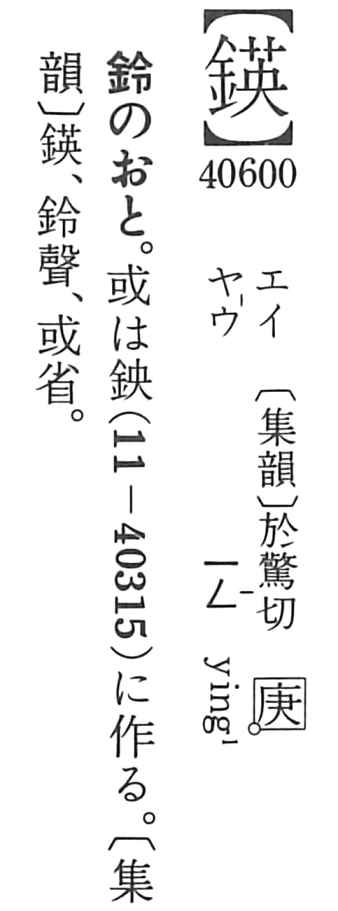 【鍈】
40600
エイ
ヤウ
〔集韻〕於驚切 庚
ㄧㄥ ying¹
鈴のおと。或は鉠(11－40315)に作る。〔集
韻〕鍈、鈴聲、或省。